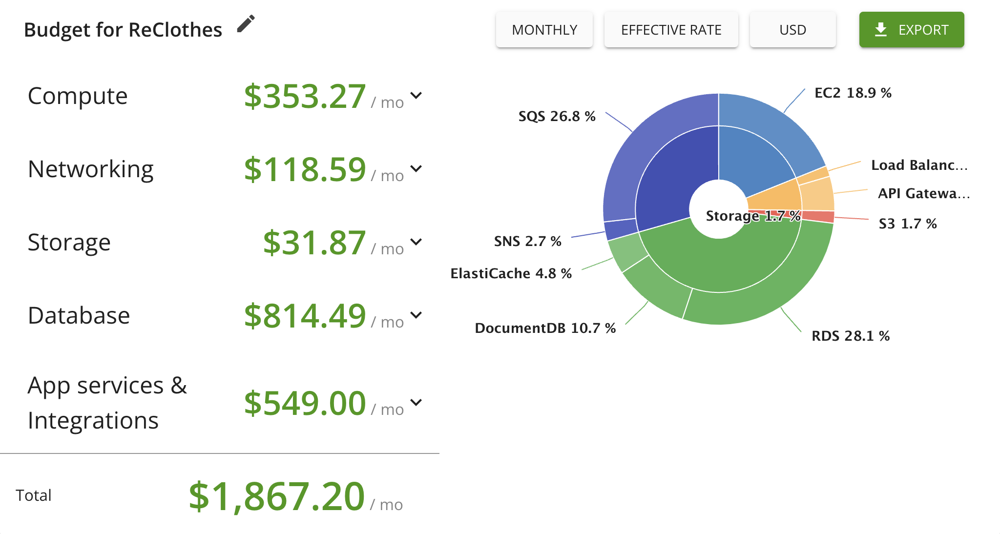 Budget for ReClothes
MONTHLY
EFFECTIVE RATE
USD
EXPORT
Compute $353.27 / mo
Networking $118.59 / mo
Storage $31.87 / mo
Database $814.49 / mo
App services &
Integrations $549.00 / mo
Total $1,867.20 / mo
EC2 18.9 %
SQS 26.8 %
Load Balanc...
API Gatewa...
Storage 1.7 %
S3 1.7 %
SNS 2.7 %
ElastiCache 4.8 %
DocumentDB 10.7 %
RDS 28.1 %